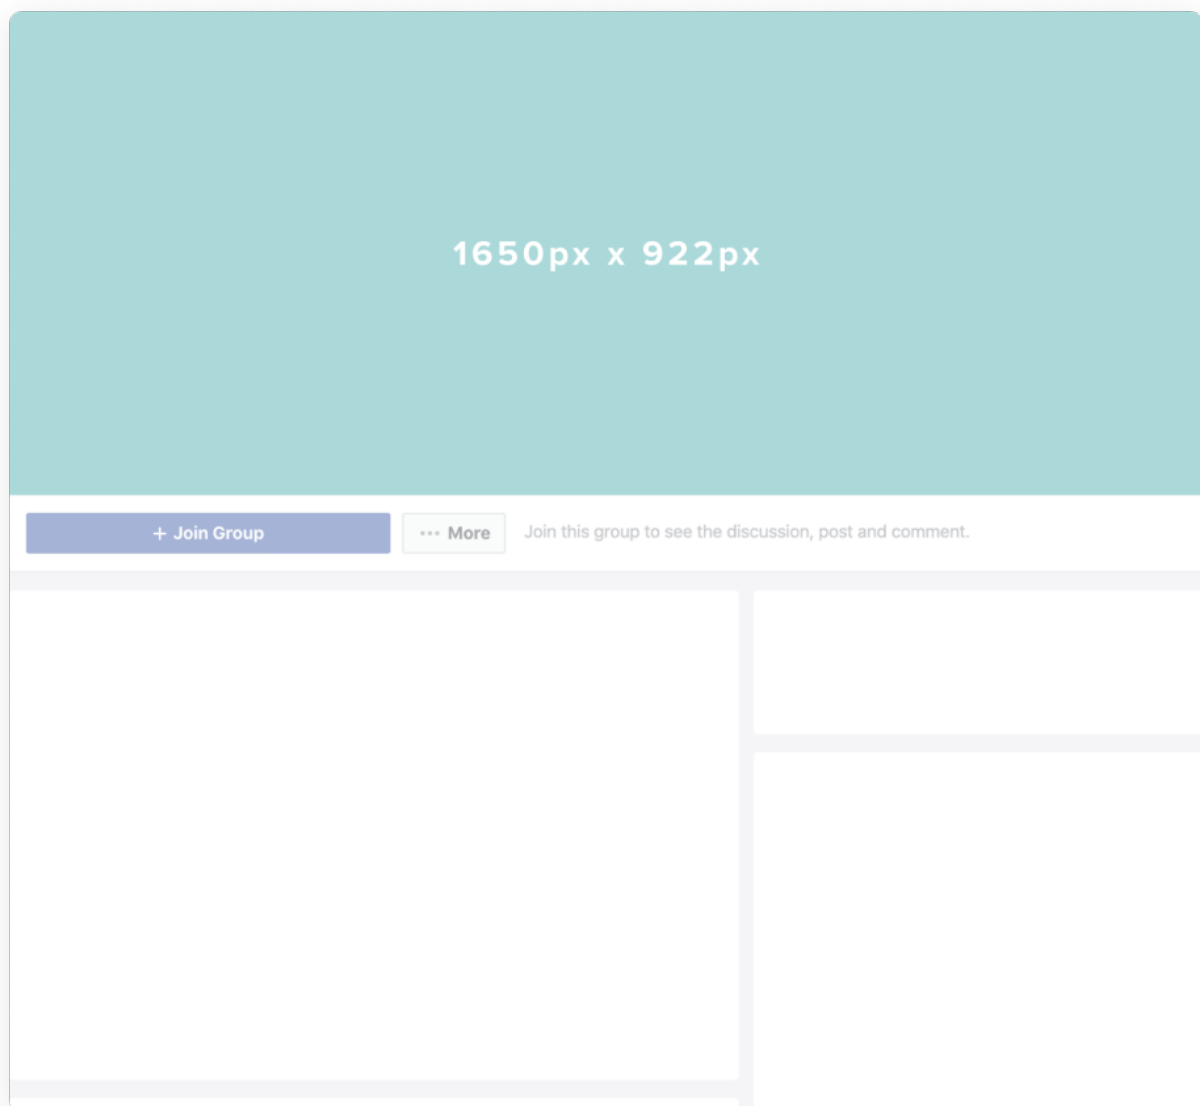 1650px x 922px
+ Join Group
••• More
Join this group to see the discussion, post and comment.